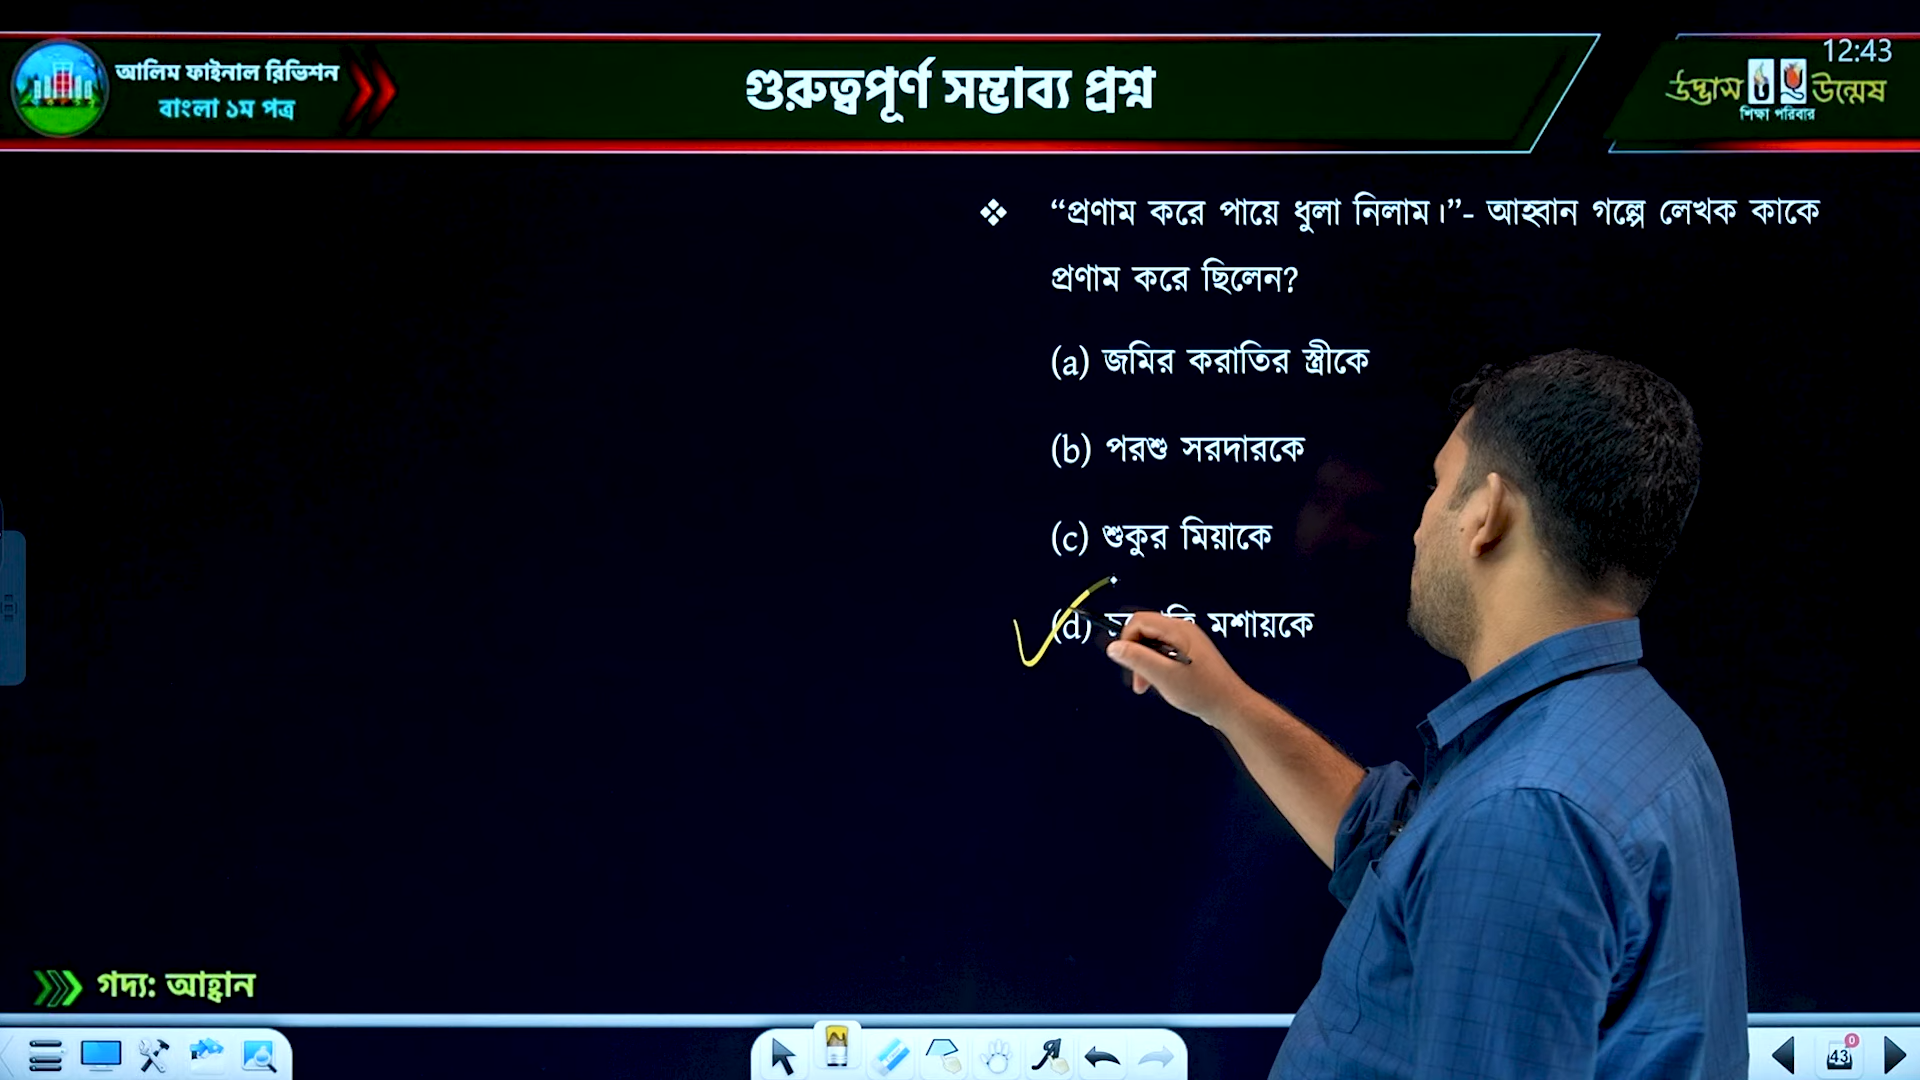 12:43
আলিম ফাইনাল রিভিশন
বাংলা ১ম পত্র
গুরুত্বপূর্ণ সম্ভাব্য প্রশ্ন
উদ্ভাস উন্মেষ
শিক্ষা পরিবার
“প্রণাম করে পায়ে ধুলা নিলাম।”- আহ্বান গল্পে লেখক কাকে
প্রণাম করে ছিলেন?
(a) জমির করাতির স্ত্রীকে
(b) পরশু সরদারকে
(c) শুকুর মিয়াকে
(d) মশায়কে
গদ্য: আহ্বান
43
0